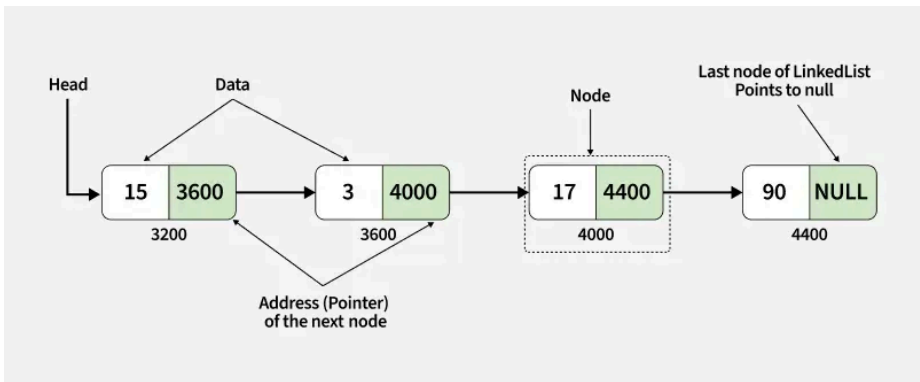 Last node of LinkedList
Points to null
Head
Data
Node
15 3600
3 4000
17 4400
90 NULL
3200
3600
4000
4400
Address (Pointer)
of the next node